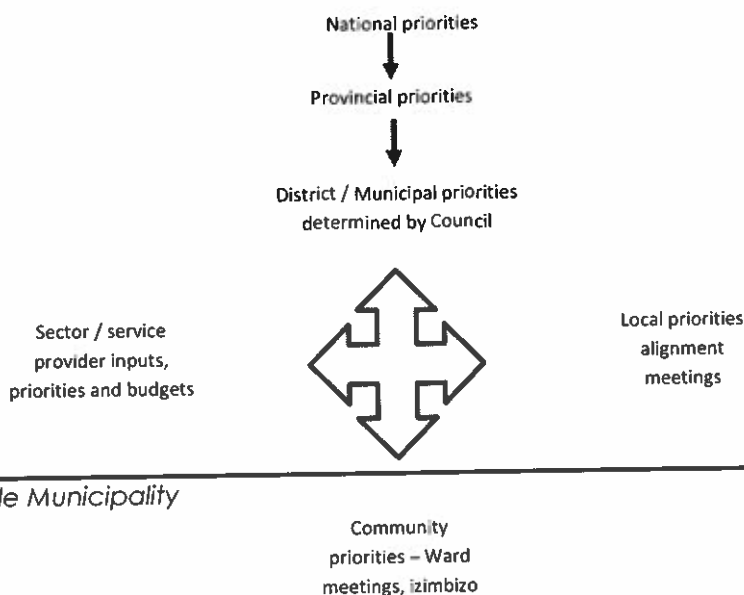 National priorities
Provincial priorities
District / Municipal priorities
determined by Council
Sector / service
provider inputs,
priorities and budgets
Local priorities
alignment
meetings
Municipality
Community
priorities – Ward
meetings, izimbizo